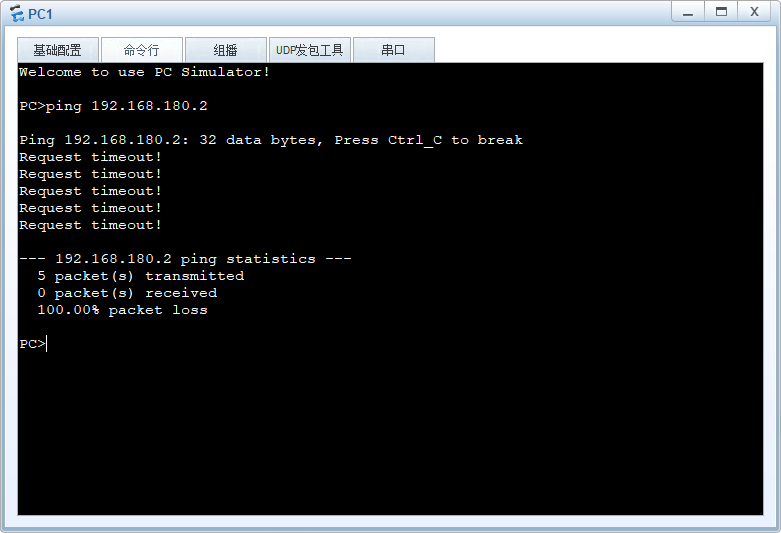 PC1
基础配置 命令行 组播 UDP发包工具 串口
Welcome to use PC Simulator!
PC>ping 192.168.180.2
Ping 192.168.180.2: 32 data bytes, Press Ctrl_C to break
Request timeout!
Request timeout!
Request timeout!
Request timeout!
Request timeout!
--- 192.168.180.2 ping statistics ---
5 packet(s) transmitted
0 packet(s) received
100.00% packet loss
PC>